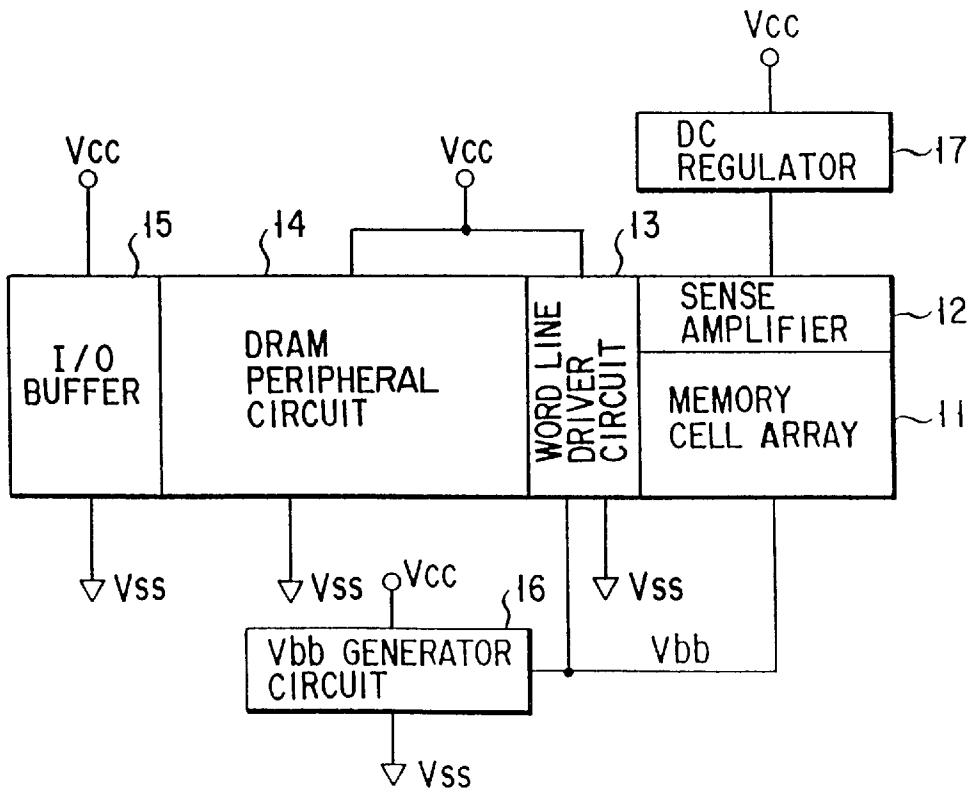 Vcc
DC
REGULATOR
17
Vcc
Vcc
15
14
13
I/O
BUFFER
DRAM
PERIPHERAL
CIRCUIT
WORD LINE
DRIVER
CIRCUIT
SENSE
AMPLIFIER
12
MEMORY
CELL ARRAY
11
Vss
Vss
Vcc
16
Vss
Vbb GENERATOR
CIRCUIT
Vbb
Vss